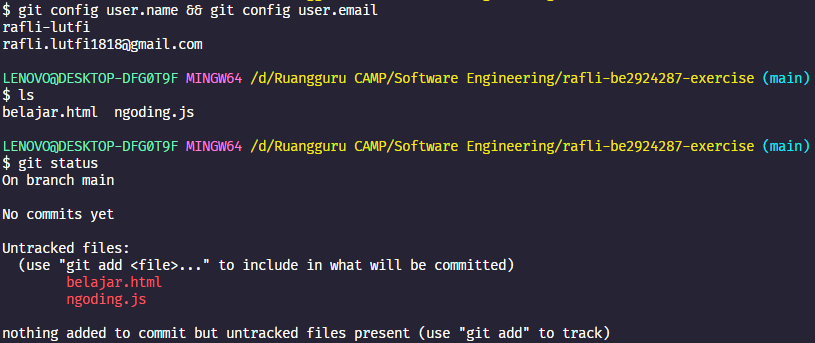 $ git config user.name && git config user.email
rafli-lutfi
rafli.lutfi1818@gmail.com
LENOVO@DESKTOP-DFG0T9F MINGW64 /d/Ruangguru CAMP/Software Engineering/rafli-be2924287-exercise (main)
$ ls
belajar.html  ngoding.js
LENOVO@DESKTOP-DFG0T9F MINGW64 /d/Ruangguru CAMP/Software Engineering/rafli-be2924287-exercise (main)
$ git status
On branch main
No commits yet
Untracked files:
  (use "git add <file>..." to include in what will be committed)
        belajar.html
        ngoding.js
nothing added to commit but untracked files present (use "git add" to track)